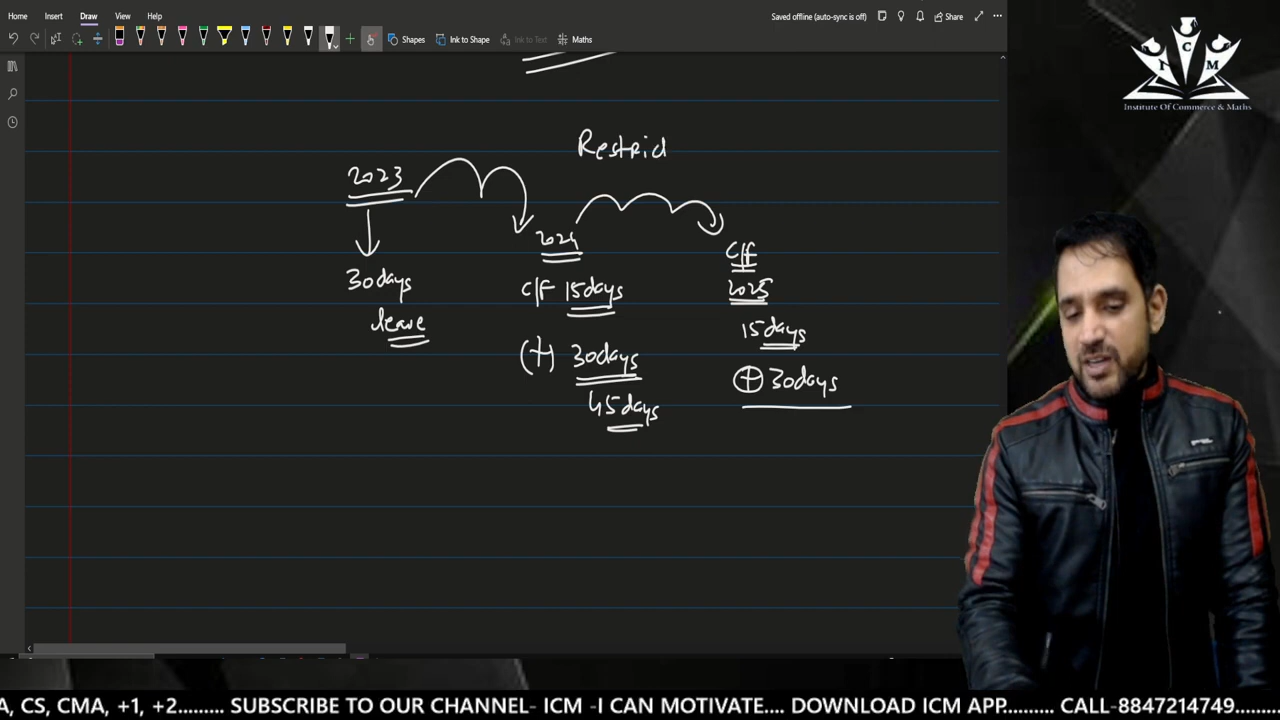 Home Insert Draw View Help
Saved offline (auto-sync is off) Share
Shapes Ink to Shape Ink to Text Maths
I C M
Institute Of Commerce & Maths
Restrid
2023
30days
leave
2024
C/F 15days
(+) 30days
45days
C/f
2025
15days
+ 30days
A, CS, CMA, +1, +2......... SUBSCRIBE TO OUR CHANNEL- ICM -I CAN MOTIVATE.... DOWNLOAD ICM APP......... CALL-8847214749.........